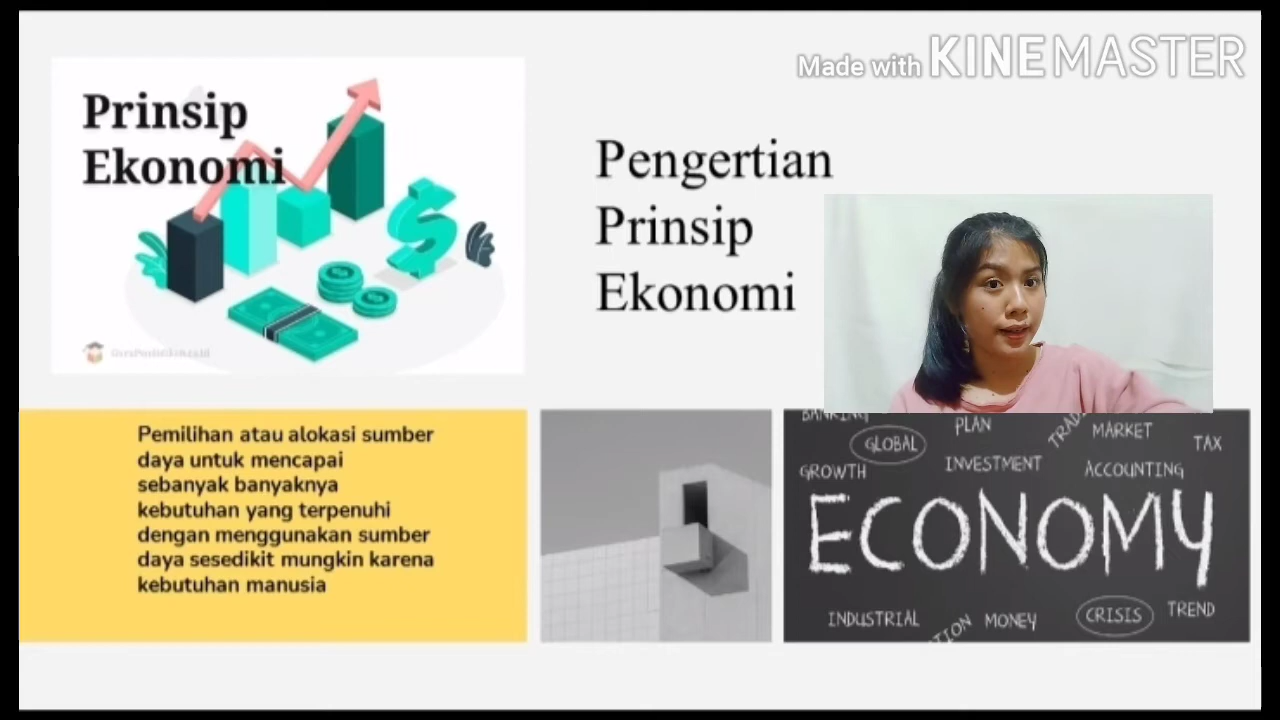 Made with KINEMASTER
Prinsip
Ekonomi
Pengertian
Prinsip
Ekonomi
Pemilihan atau alokasi sumber
daya untuk mencapai
sebanyak banyaknya
kebutuhan yang terpenuhi
dengan menggunakan sumber
daya sesedikit mungkin karena
kebutuhan manusia
BANKING
PLAN
TRAD
MARKET
TAX
GLOBAL
GROWTH
INVESTMENT
ACCOUNTING
ECONOMY
INDUSTRIAL
TION
MONEY
CRISIS
TREND